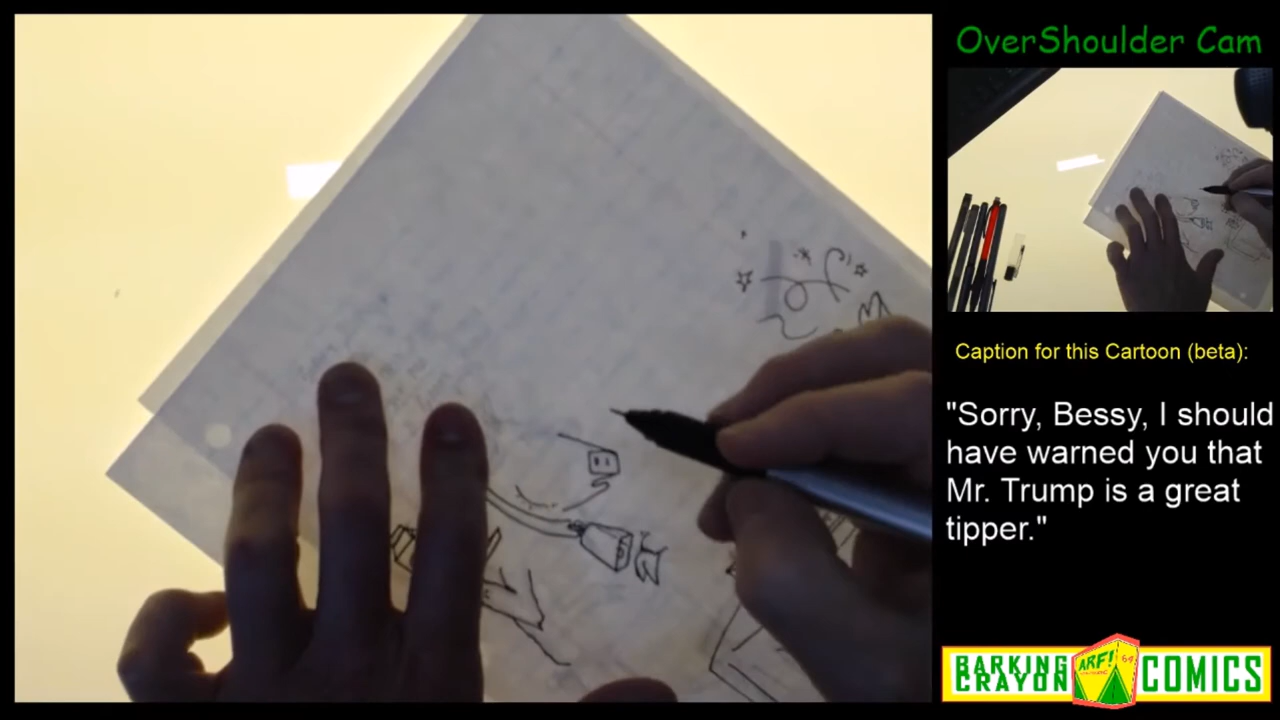 OverShoulder Cam
Caption for this Cartoon (beta):
"Sorry, Bessy, I should
have warned you that
Mr. Trump is a great
tipper."
BARKING
CRAYON
ARF!
64
COMICS